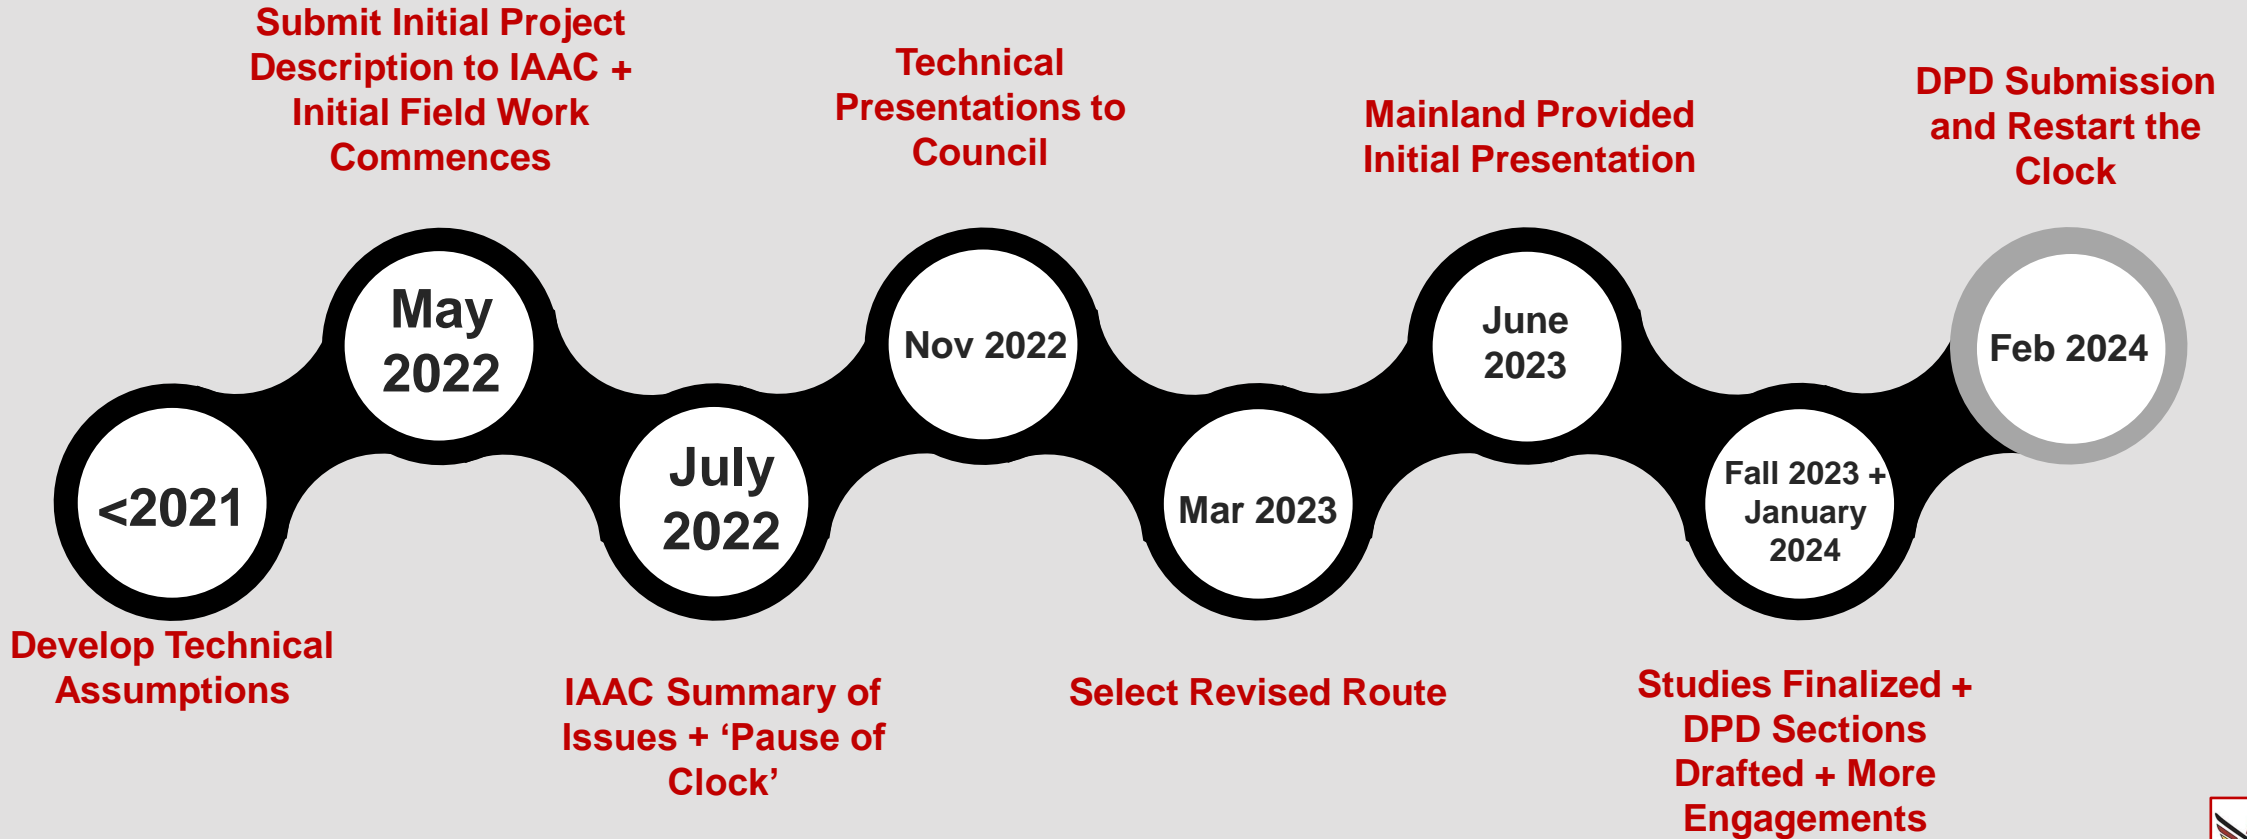 Submit Initial Project
Description to IAAC +
Initial Field Work
Commences
Technical
Presentations to
Council
Mainland Provided
Initial Presentation
DPD Submission
and Restart the
Clock
<2021
May
2022
July
2022
Nov 2022
Mar 2023
June
2023
Fall 2023 +
January
2024
Feb 2024
Develop Technical
Assumptions
IAAC Summary of
Issues + ‘Pause of
Clock’
Select Revised Route
Studies Finalized +
DPD Sections
Drafted + More
Engagements